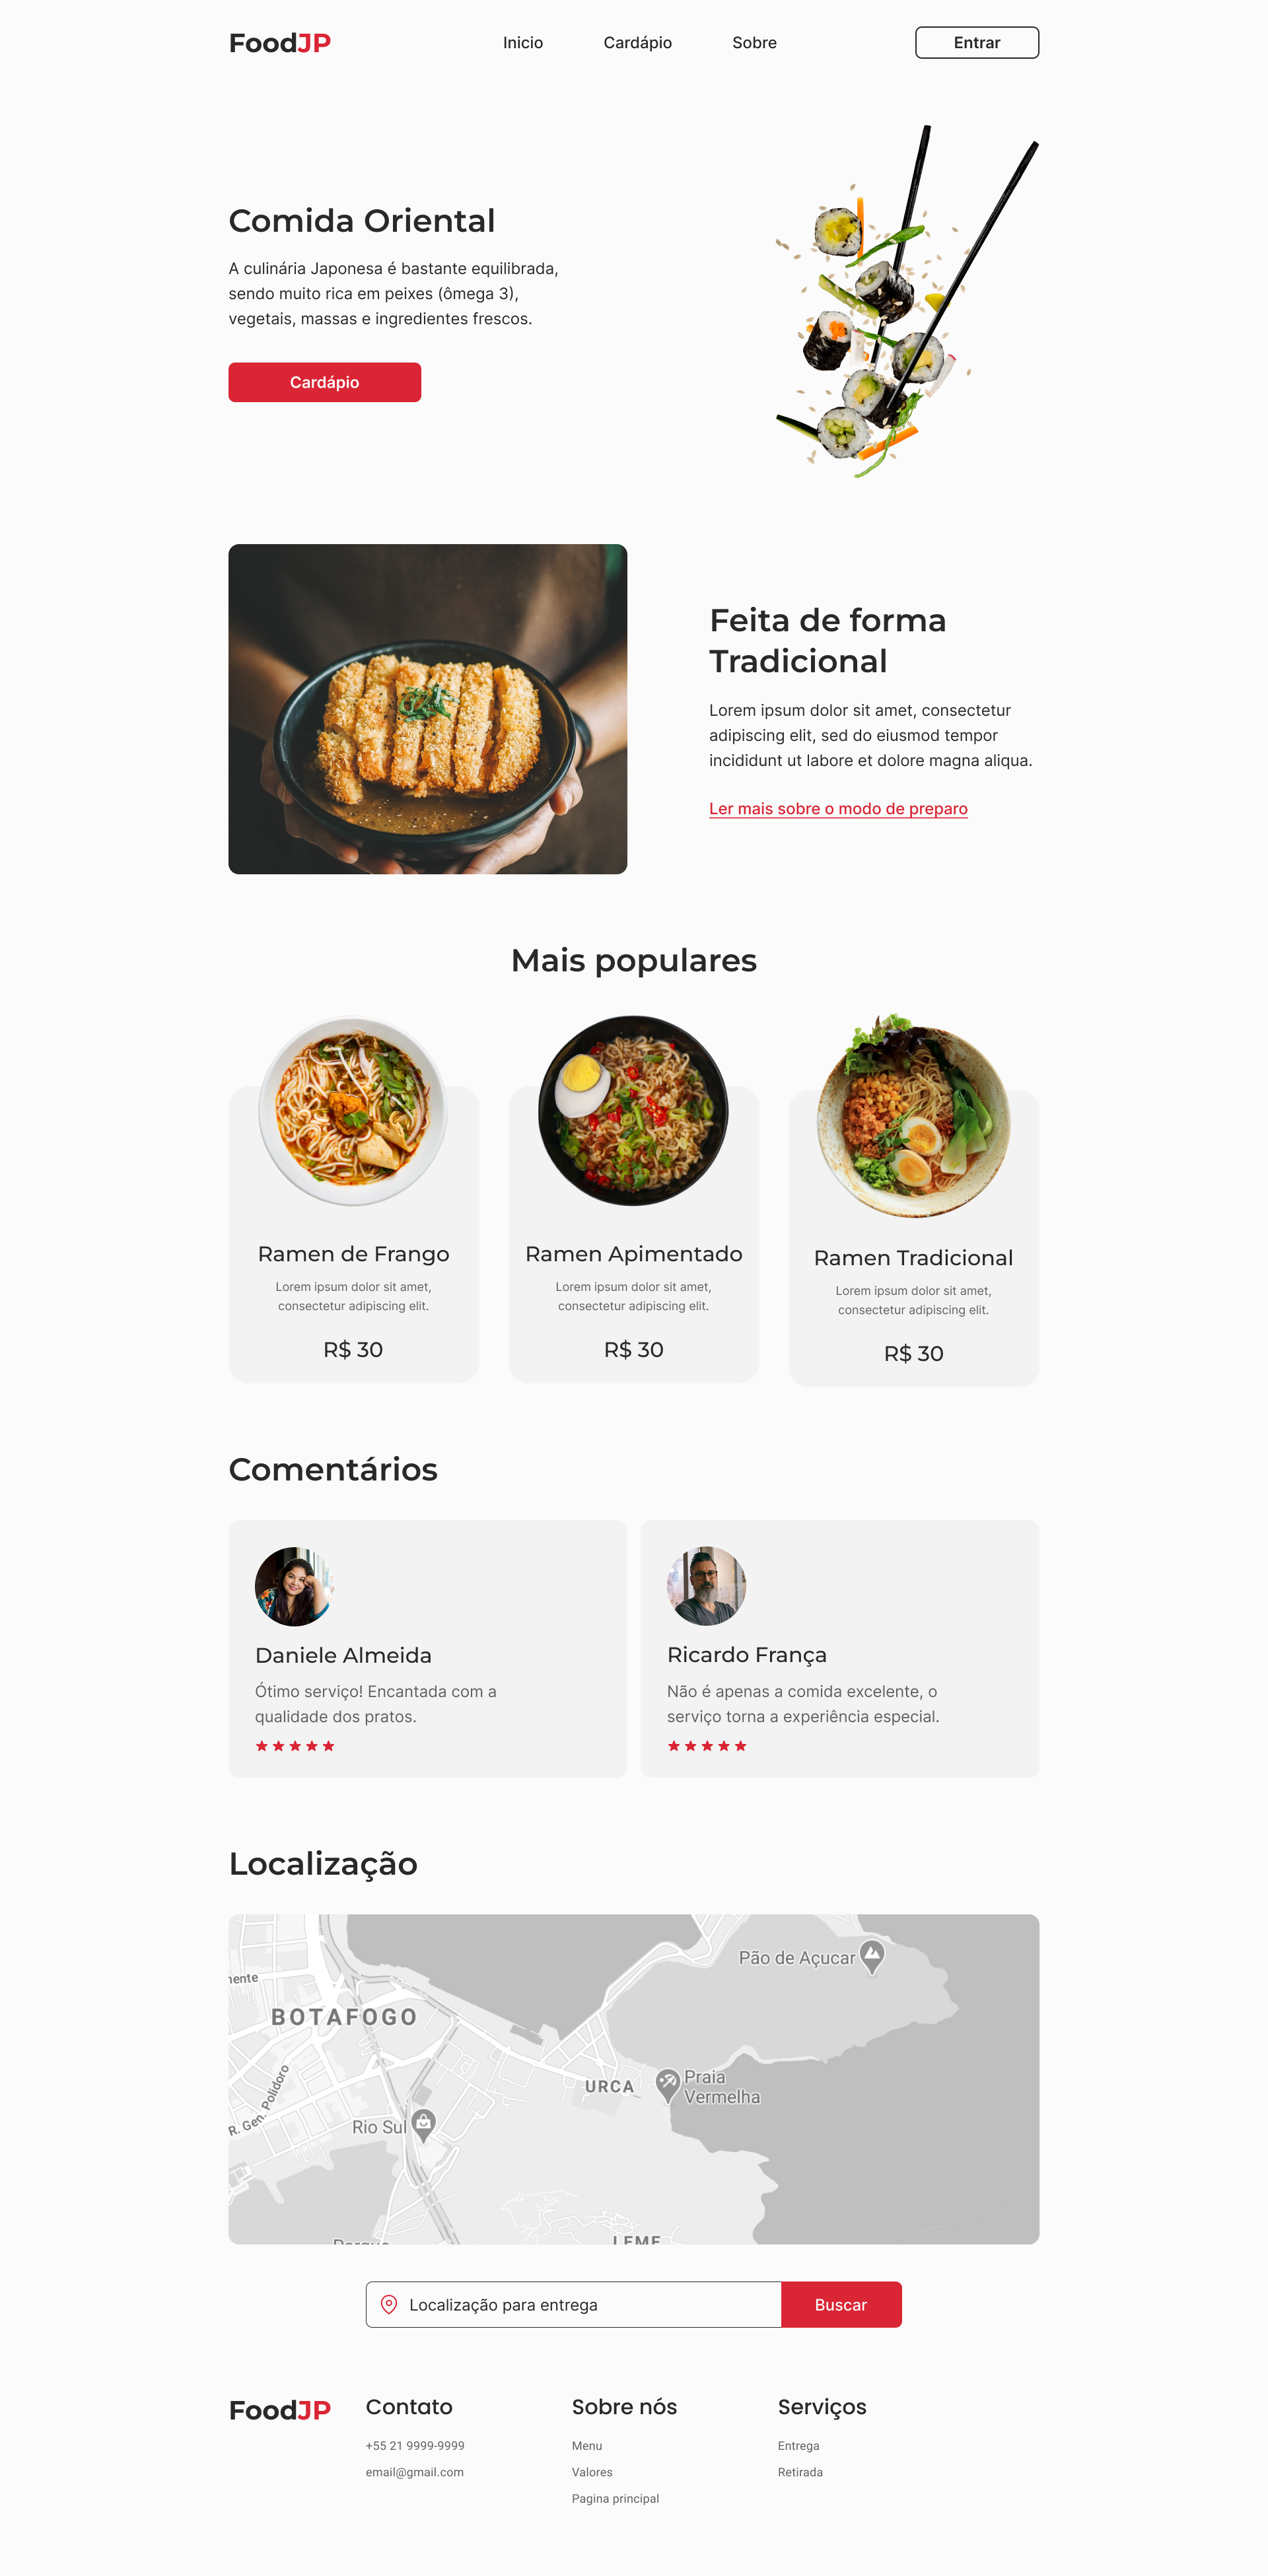 FoodJP
Inicio
Cardápio
Sobre
Entrar
Comida Oriental
A culinária Japonesa é bastante equilibrada,
sendo muito rica em peixes (ômega 3),
vegetais, massas e ingredientes frescos.
Cardápio
Feita de forma
Tradicional
Lorem ipsum dolor sit amet, consectetur
adipiscing elit, sed do eiusmod tempor
incididunt ut labore et dolore magna aliqua.
Ler mais sobre o modo de preparo
Mais populares
Ramen de Frango
Lorem ipsum dolor sit amet,
consectetur adipiscing elit.
R$ 30
Ramen Apimentado
Lorem ipsum dolor sit amet,
consectetur adipiscing elit.
R$ 30
Ramen Tradicional
Lorem ipsum dolor sit amet,
consectetur adipiscing elit.
R$ 30
Comentários
Daniele Almeida
Ótimo serviço! Encantada com a
qualidade dos pratos.
Ricardo França
Não é apenas a comida excelente, o
serviço torna a experiência especial.
Localização
Pão de Açucar
BOTAFOGO
URCA
Praia
Vermelha
R. Gen. Polidoro
Rio Sul
LEME
Localização para entrega
Buscar
FoodJP
Contato
+55 21 9999-9999
email@gmail.com
Sobre nós
Menu
Valores
Pagina principal
Serviços
Entrega
Retirada